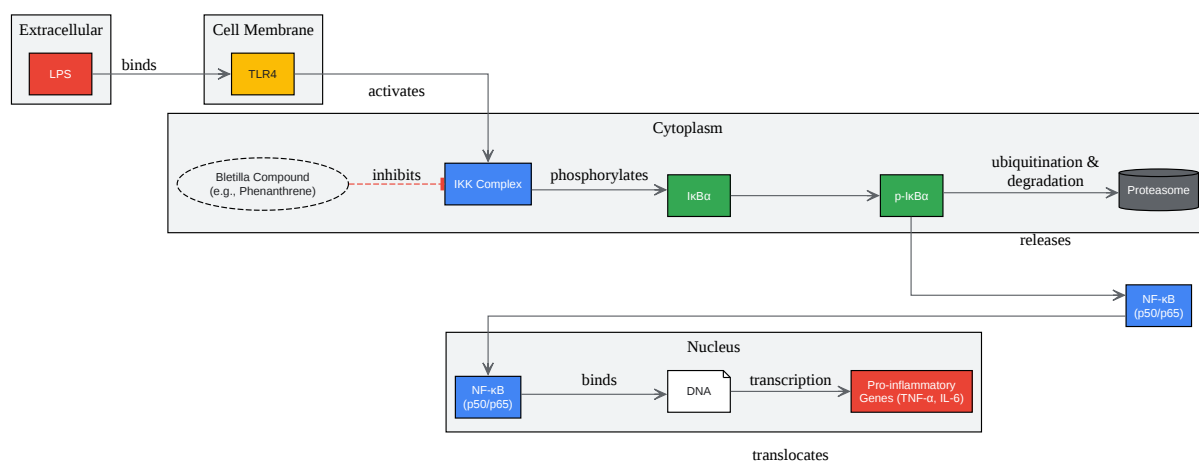 Extracellular
Cell Membrane
LPS
binds
TLR4
activates
Cytoplasm
Bletilla Compound
(e.g., Phenanthrene)
inhibits
IKK Complex
phosphorylates
IκBα
p-IκBα
ubiquitination &
degradation
Proteasome
releases
NF-κB
(p50/p65)
Nucleus
NF-κB
(p50/p65)
binds
DNA
transcription
Pro-inflammatory
Genes (TNF-α, IL-6)
translocates